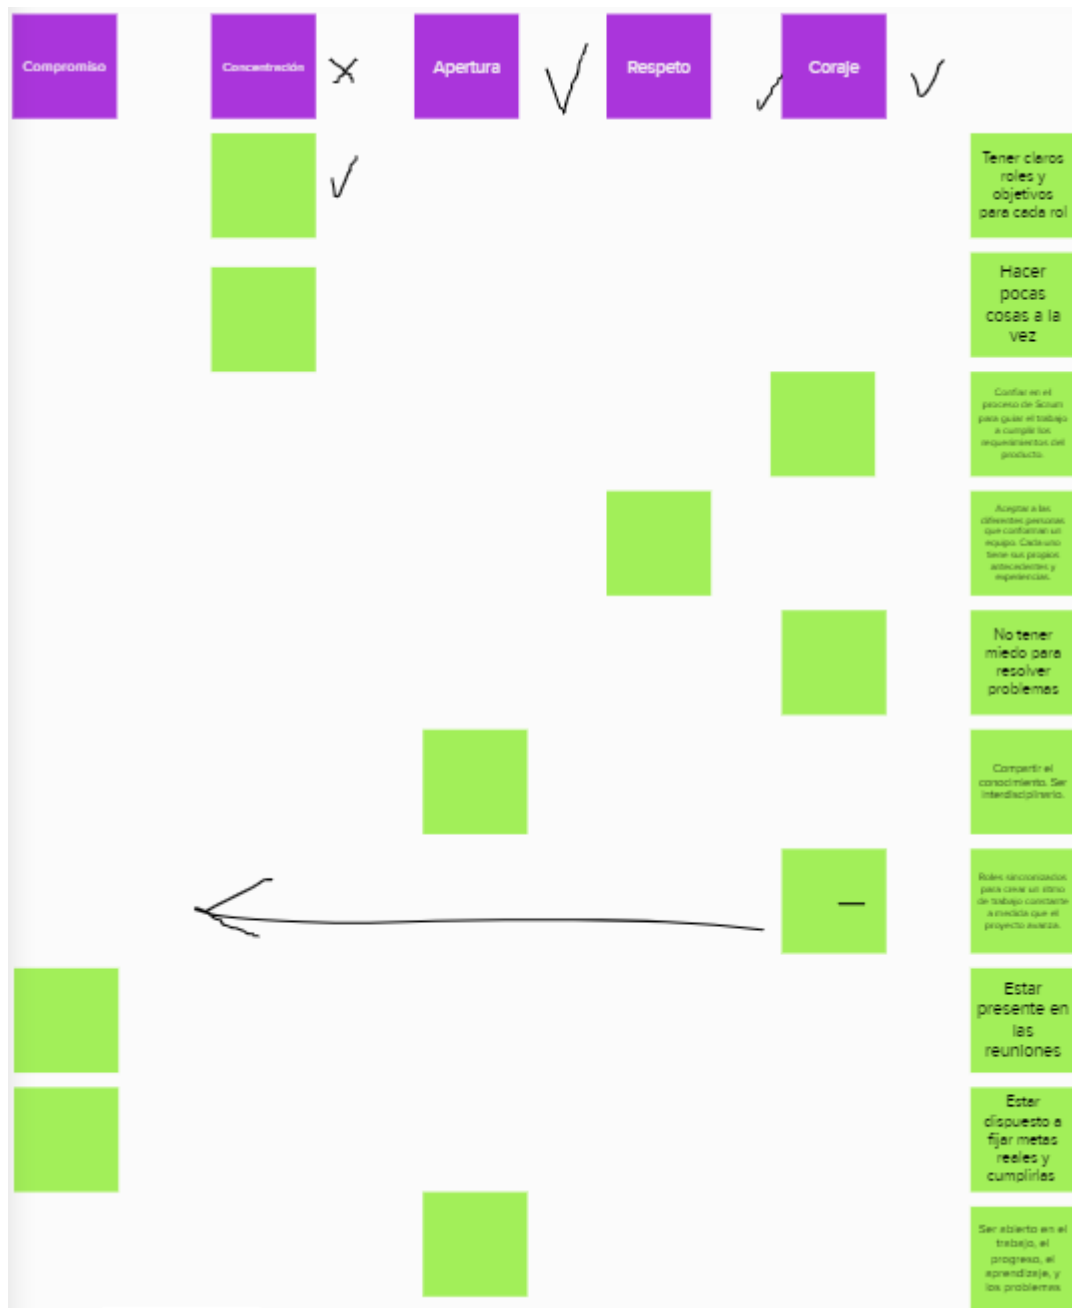 Compromiso
Concentración
Apertura
Respeto
Coraje
Tener claros
roles y
objetivos
para cada rol
Hacer
pocas
cosas a la
vez
Confiar en el
proceso de Scrum
para guiar el trabajo
a cumplir los
requerimientos del
producto.
Aceptar a las
diferentes personas
que conforman un
equipo. Cada uno
tiene sus propios
antecedentes y
experiencias.
No tener
miedo para
resolver
problemas
Compartir el
conocimiento. Ser
interdisciplinario.
Roles sincronizados
para crear un ritmo
de trabajo constante
a medida que el
proyecto avanza.
Estar
presente en
las
reuniones
Estar
dispuesto a
fijar metas
reales y
cumplirlas
Ser abierto en el
trabajo, el
progreso, el
aprendizaje, y
los problemas